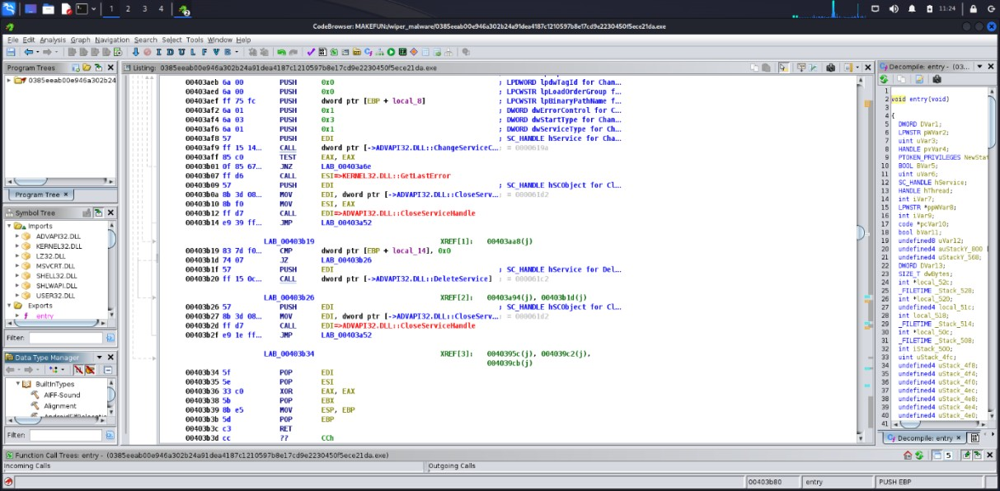 1 2 3 4
11:24
CodeBrowser: MAKEFUN:/wiper_malware/0385eeab00e946a302b24a91dea4187c1210597b8e17cd9e2230450f5ece21da.exe
File Edit Analysis Graph Navigation Search Select Tools Window Help
I D U L F V B
Program Trees
0385eeab00e946a302b24
Program Tree ×
Symbol Tree
Imports
ADVAPI32.DLL
KERNEL32.DLL
LZ32.DLL
MSVCRT.DLL
SHELL32.DLL
SHLWAPI.DLL
USER32.DLL
Exports
f entry
Filter:
Data Type Manager
BuiltInTypes
AIFF-Sound
Alignment
Filter:
Listing: 0385eeab00e946a302b24a91dea4187c1210597b8e17cd9e2230450f5ece21da.exe
00403aeb 6a 00 PUSH 0x0 ; LPDWORD lpdwTagId for Chan...
00403aed 6a 00 PUSH 0x0 ; LPCWSTR lpLoadOrderGroup f...
00403aef ff 75 fc PUSH dword ptr [EBP + local_8] ; LPCWSTR lpBinaryPathName f...
00403af2 6a 01 PUSH 0x1 ; DWORD dwErrorControl for C...
00403af4 6a 03 PUSH 0x3 ; DWORD dwStartType for Chan...
00403af6 6a 01 PUSH 0x1 ; DWORD dwServiceType for Ch...
00403af8 57 PUSH EDI ; SC_HANDLE hService for Chan...
00403af9 ff 15 14... CALL dword ptr [->ADVAPI32.DLL::ChangeServiceC... = 0000619a
00403aff 85 c0 TEST EAX, EAX
00403b01 0f 85 67... JNZ LAB_00403a6e
00403b07 ff d6 CALL ESI=>KERNEL32.DLL::GetLastError
00403b09 57 PUSH EDI ; SC_HANDLE hSCObject for Cl...
00403b0a 8b 3d 08... MOV EDI, dword ptr [->ADVAPI32.DLL::CloseServ... = 000061d2
00403b10 8b f0 MOV ESI, EAX
00403b12 ff d7 CALL EDI=>ADVAPI32.DLL::CloseServiceHandle
00403b14 e9 39 ff... JMP LAB_00403a52
LAB_00403b19 XREF[1]: 00403aa8(j)
00403b19 83 7d f0... CMP dword ptr [EBP + local_14], 0x0
00403b1d 74 07 JZ LAB_00403b26
00403b1f 57 PUSH EDI ; SC_HANDLE hService for Del...
00403b20 ff 15 0c... CALL dword ptr [->ADVAPI32.DLL::DeleteService] = 000061c2
LAB_00403b26 XREF[2]: 00403a94(j), 00403b1d(j)
00403b26 57 PUSH EDI ; SC_HANDLE hSCObject for Cl...
00403b27 8b 3d 08... MOV EDI, dword ptr [->ADVAPI32.DLL::CloseServ... = 000061d2
00403b2d ff d7 CALL EDI=>ADVAPI32.DLL::CloseServiceHandle
00403b2f e9 1e ff... JMP LAB_00403a52
LAB_00403b34 XREF[3]: 0040395c(j), 004039c2(j),
004039cb(j)
00403b34 5f POP EDI
00403b35 5e POP ESI
00403b36 33 c0 XOR EAX, EAX
00403b38 5b POP EBX
00403b39 8b e5 MOV ESP, EBP
00403b3b 5d POP EBP
00403b3c c3 RET
00403b3d cc ?? CCh
Decompile: entry - (03...
1
2 void entry(void)
3
4 {
5 DWORD DVar1;
6 LPWSTR pWVar2;
7 uint uVar3;
8 HANDLE pvVar4;
9 PTOKEN_PRIVILEGES NewStat
10 BOOL BVar5;
11 uint uVar6;
12 SC_HANDLE hService;
13 HANDLE hThread;
14 int iVar7;
15 LPWSTR *ppWVar8;
16 int iVar9;
17 code *pcVar10;
18 bool bVar11;
19 undefined8 uVar12;
20 undefined4 auStackY_800
21 undefined4 uStackY_568;
22 DWORD DVar13;
23 SIZE_T dwBytes;
24 int *local_52c;
25 _FILETIME _Stack_528;
26 int *local_520;
27 undefined4 local_51c;
28 int local_518;
29 _FILETIME _Stack_514;
30 int *local_50c;
31 _FILETIME _Stack_508;
32 int iStack_500;
33 uint uStack_4fc;
34 undefined4 uStack_4f8;
35 undefined4 uStack_4f4;
36 undefined4 uStack_4f0;
37 undefined4 uStack_4ec;
38 undefined4 uStack_4e8;
39 undefined4 uStack_4e4;
40 undefined4 uStack_4e0;
41
Decompile: entry ×
Function Call Trees: entry - (0385eeab00e946a302b24a91dea4187c1210597b8e17cd9e2230450f5ece21da.exe)
5
Incoming Calls
Outgoing Calls
00403b80
entry
PUSH EBP